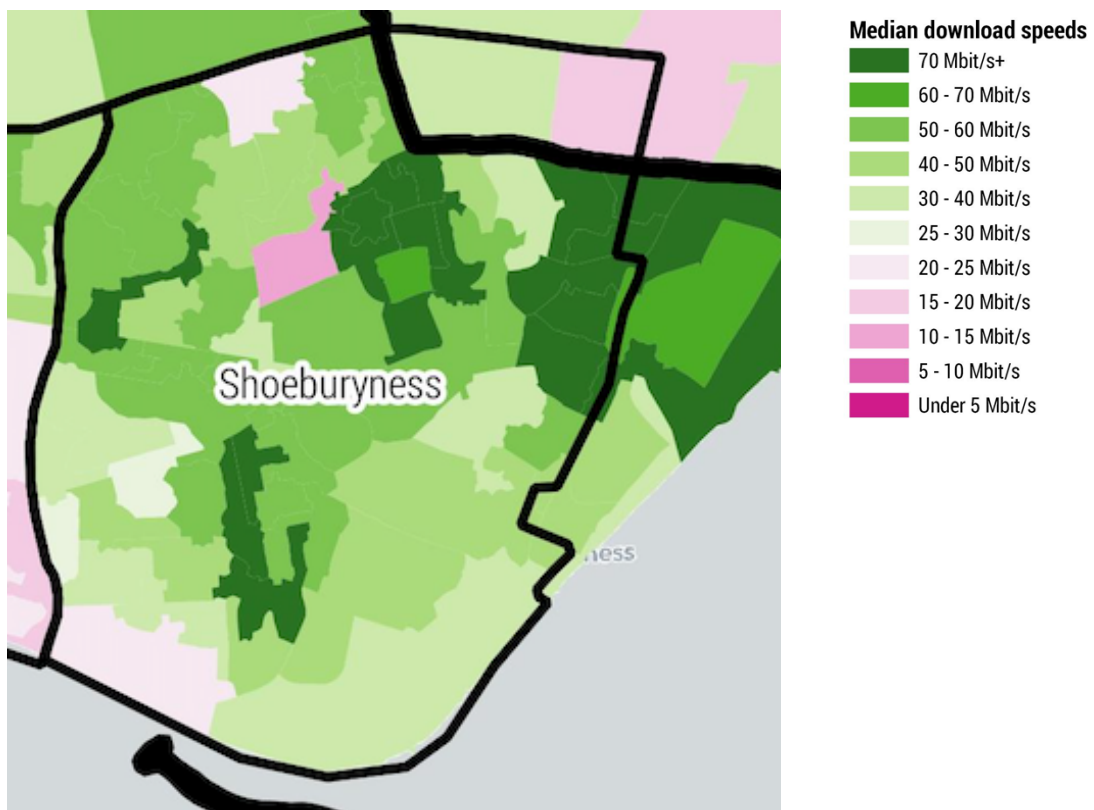 Median download speeds
70 Mbit/s+
60 - 70 Mbit/s
50 - 60 Mbit/s
40 - 50 Mbit/s
30 - 40 Mbit/s
25 - 30 Mbit/s
20 - 25 Mbit/s
15 - 20 Mbit/s
10 - 15 Mbit/s
5 - 10 Mbit/s
Under 5 Mbit/s
Shoeburyness
ness